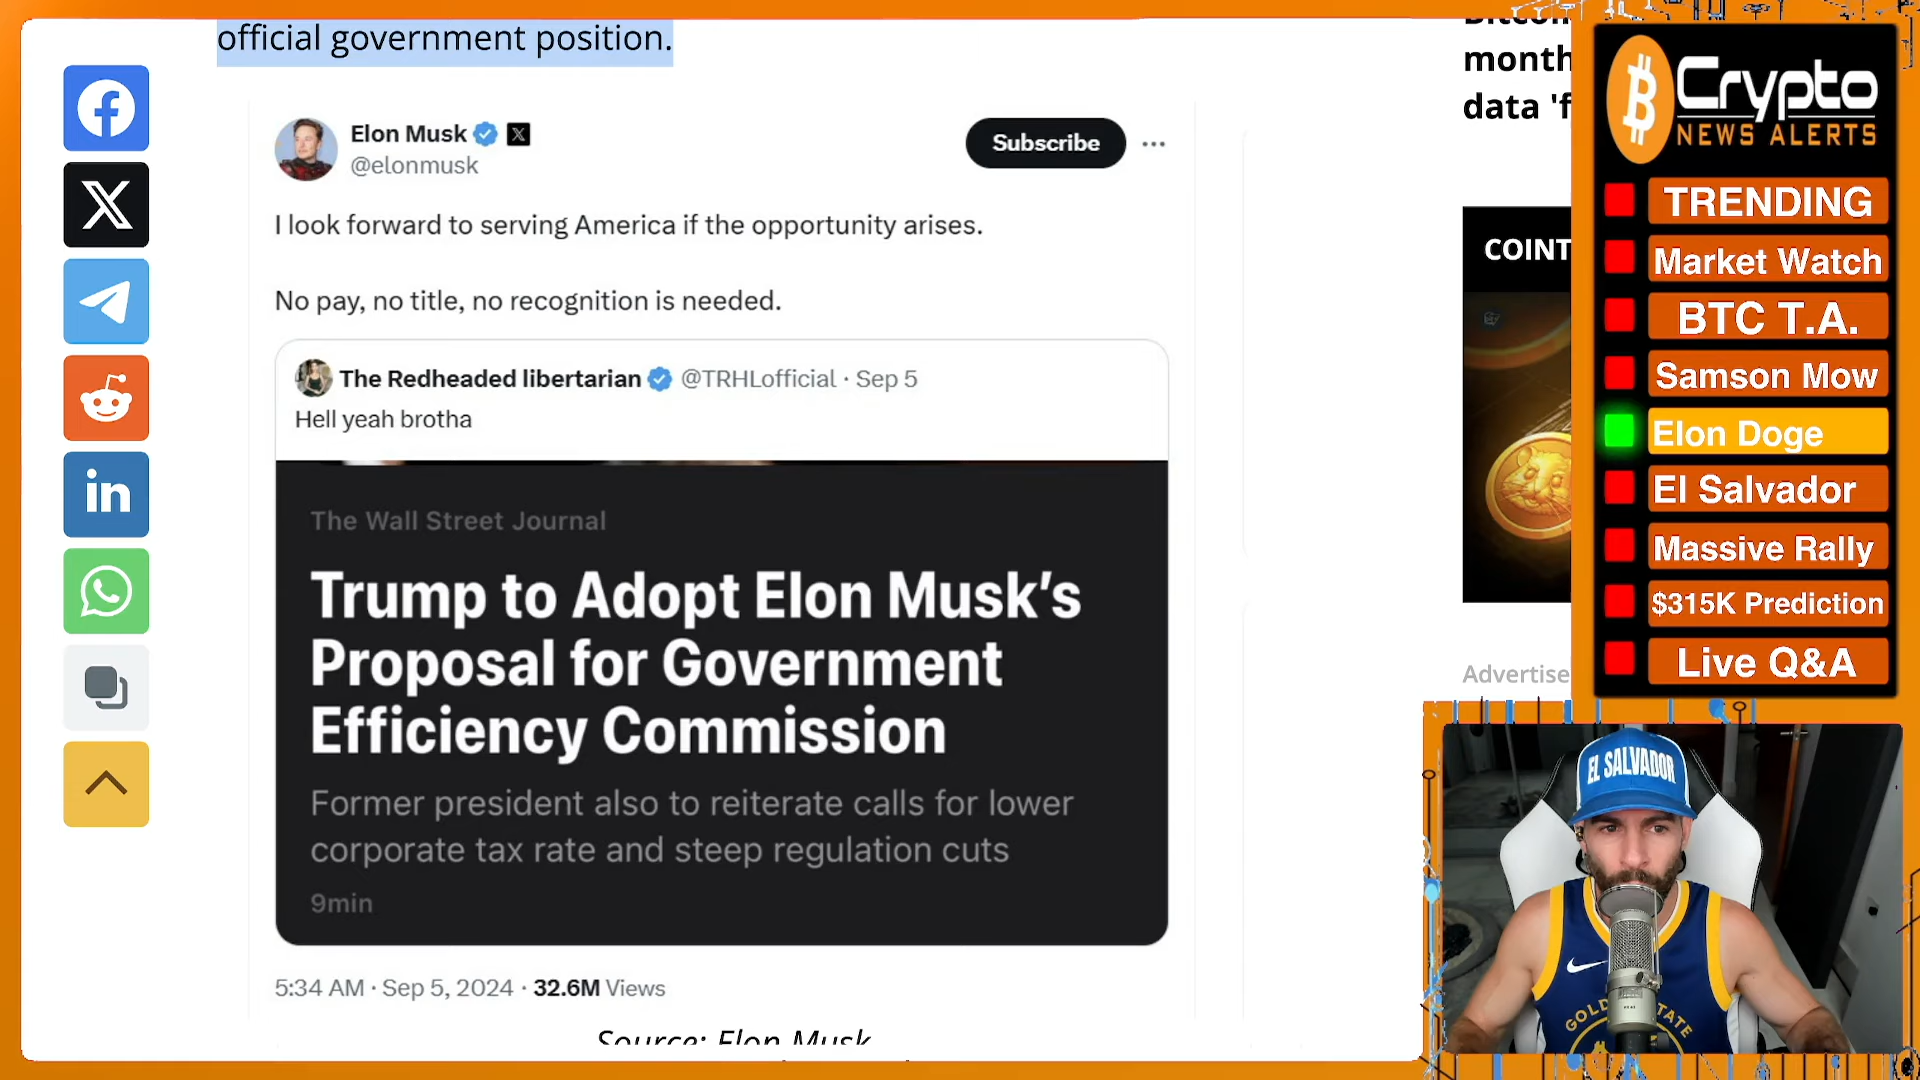 official government position.
Elon Musk
@elonmusk
Subscribe
I look forward to serving America if the opportunity arises.
No pay, no title, no recognition is needed.
The Redheaded libertarian @TRHLofficial · Sep 5
Hell yeah brotha
The Wall Street Journal
Trump to Adopt Elon Musk's
Proposal for Government
Efficiency Commission
Former president also to reiterate calls for lower
corporate tax rate and steep regulation cuts
9min
5:34 AM · Sep 5, 2024 · 32.6M Views
Source: Elon Musk
month
data 'f
COINT
Advertise
Crypto
NEWS ALERTS
TRENDING
Market Watch
BTC T.A.
Samson Mow
Elon Doge
El Salvador
Massive Rally
$315K Prediction
Live Q&A
EL SALVADOR
GOLDEN STATE